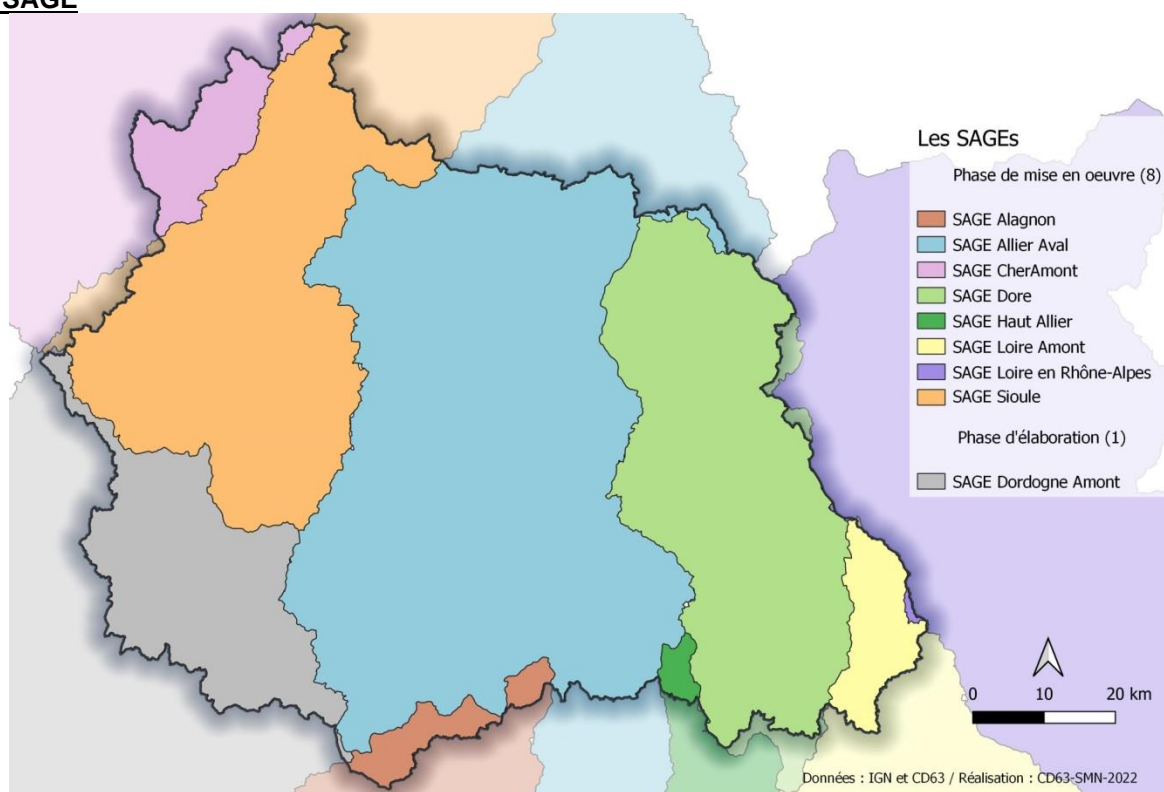 SAGE
Les SAGEs
Phase de mise en oeuvre (8)
SAGE Alagnon
SAGE Allier Aval
SAGE CherAmont
SAGE Dore
SAGE Haut Allier
SAGE Loire Amont
SAGE Loire en Rhône-Alpes
SAGE Sioule
Phase d'élaboration (1)
SAGE Dordogne Amont
0 10 20 km
Données : IGN et CD63 / Réalisation : CD63-SMN-2022